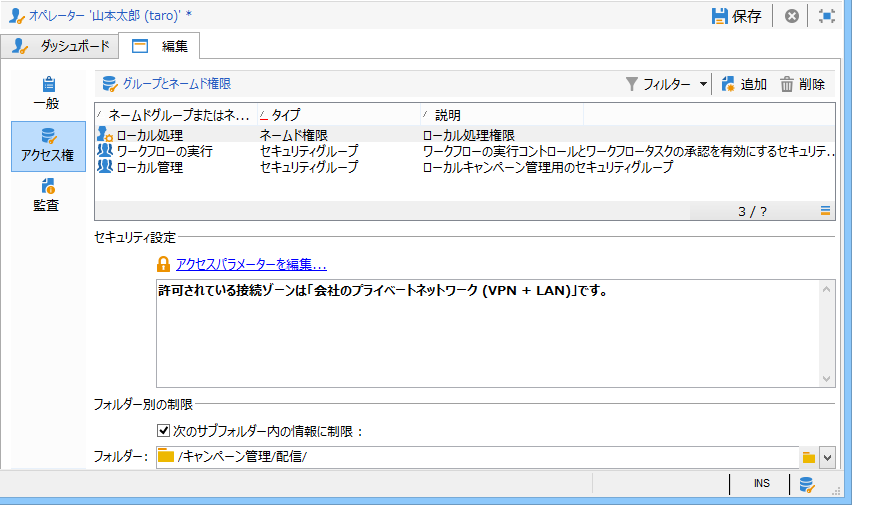 オペレーター '山本太郎 (taro)' *
保存
ダッシュボード
編集
一般
アクセス権
監査
グループとネームド権限
フィルター
追加
削除
ネームドグループまたはネ... タイプ 説明
ローカル処理 ネームド権限 ローカル処理権限
ワークフローの実行 セキュリティグループ ワークフローの実行コントロールとワークフロータスクの承認を有効にするセキュリテ...
ローカル管理 セキュリティグループ ローカルキャンペーン管理用のセキュリティグループ
3 / ?
セキュリティ設定
アクセスパラメーターを編集...
許可されている接続ゾーンは「会社のプライベートネットワーク (VPN + LAN)」です。
フォルダー別の制限
次のサブフォルダー内の情報に制限 :
フォルダー: /キャンペーン管理/配信/
INS